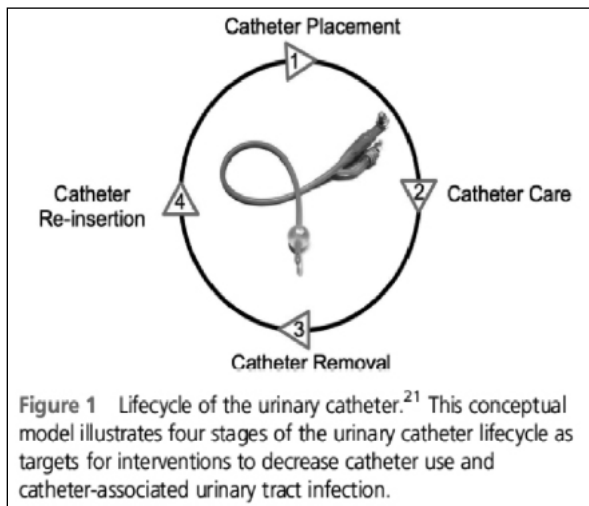 Catheter Placement
1
2
Catheter Care
Catheter
Re-insertion
4
3
Catheter Removal
Figure 1 Lifecycle of the urinary catheter.21 This conceptual
model illustrates four stages of the urinary catheter lifecycle as
targets for interventions to decrease catheter use and
catheter-associated urinary tract infection.